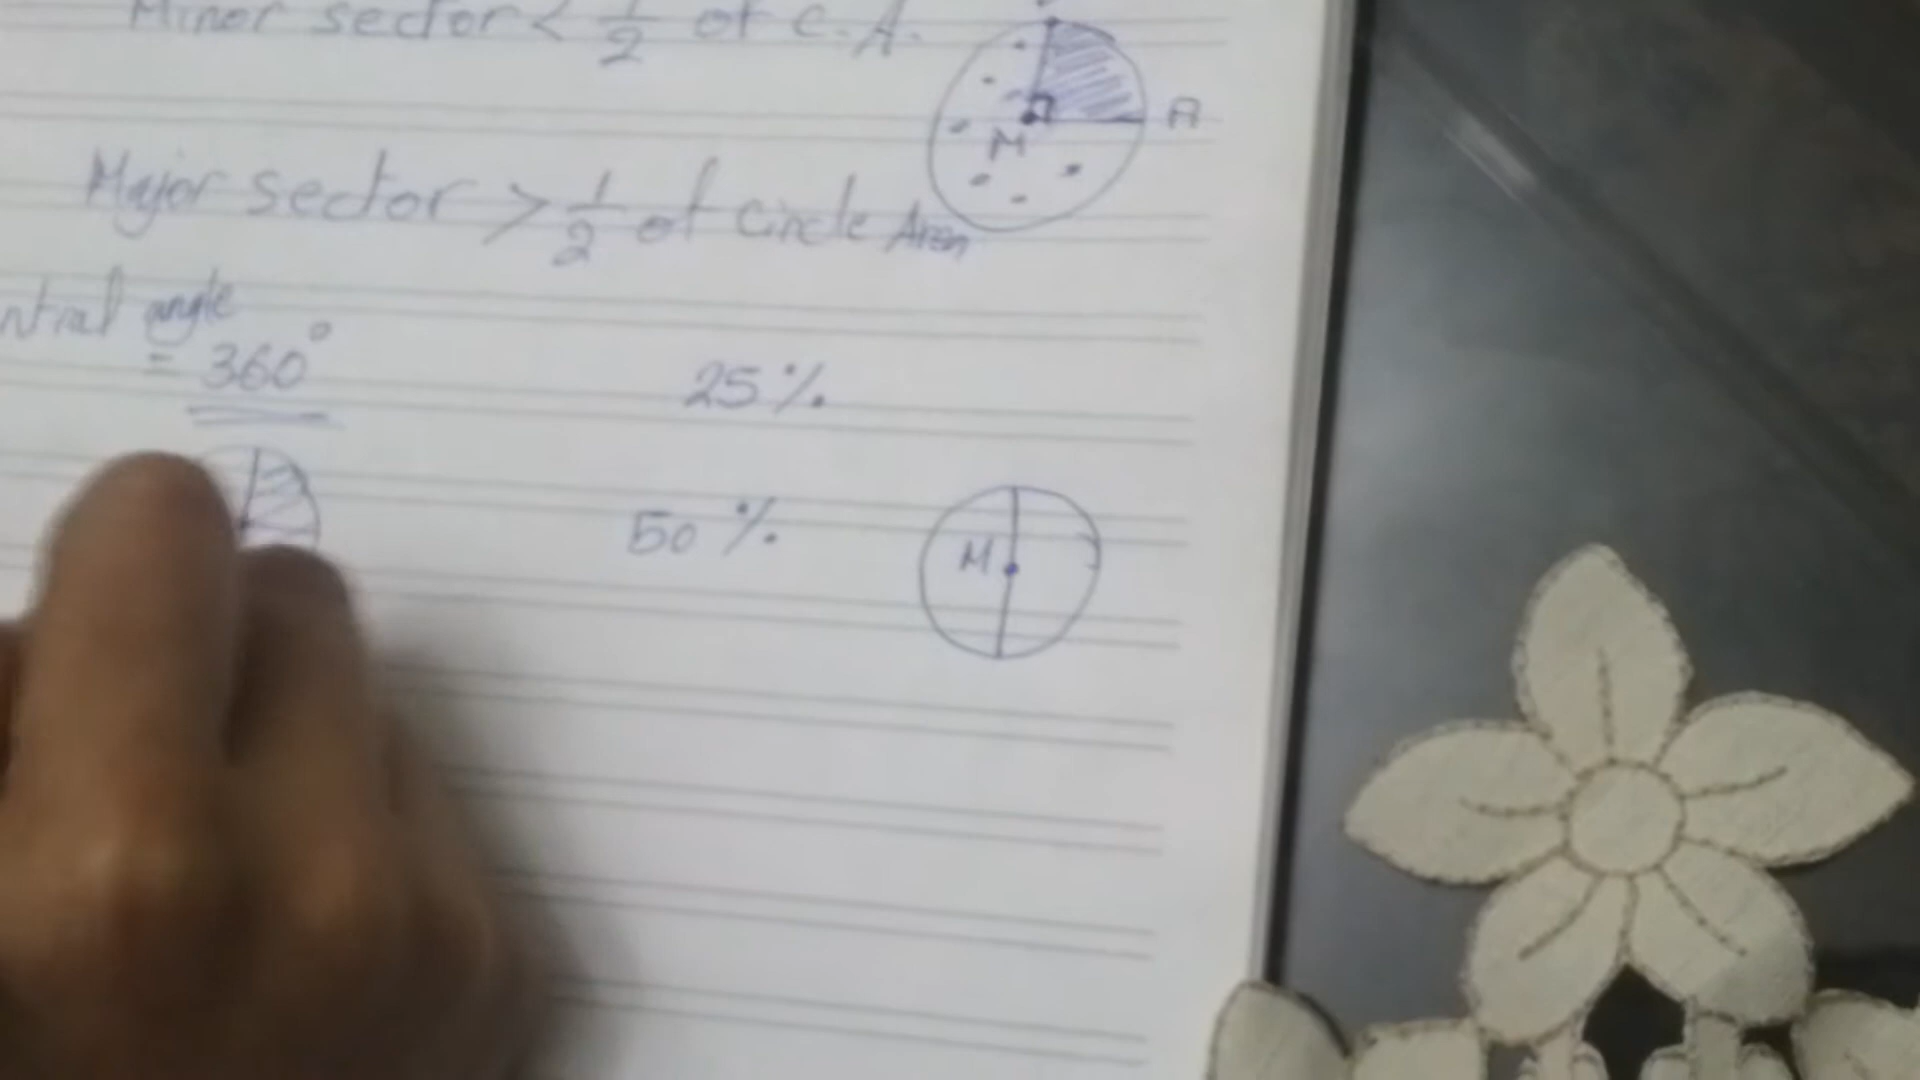 Minor sector < 1/2 of C.A.
M A
Major sector > 1/2 of Circle Area
ntral angle
= 360°
25 %
50 %
M